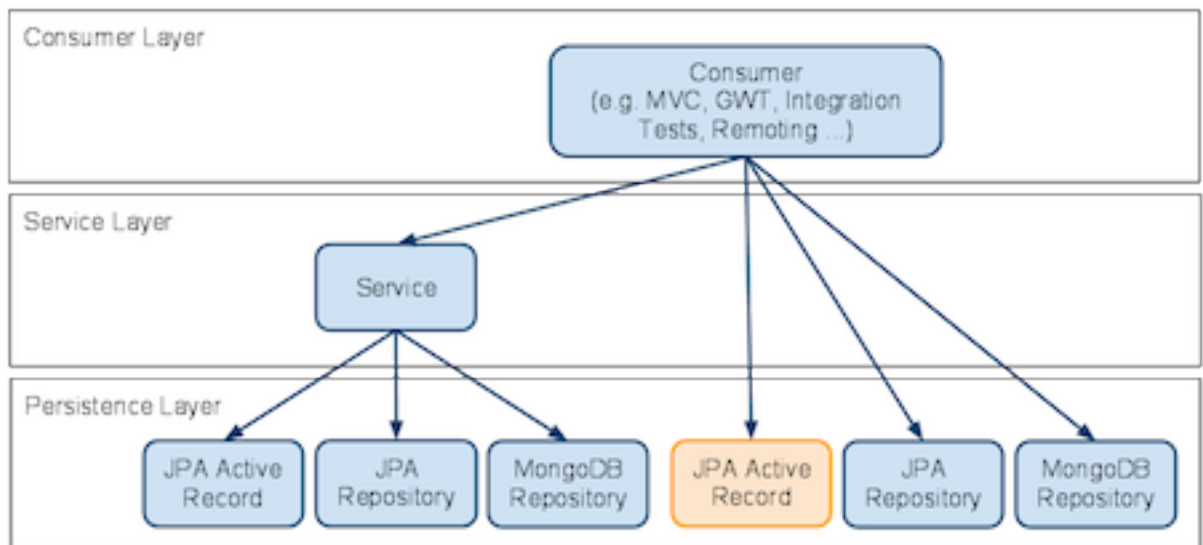 Consumer Layer
Consumer
(e.g. MVC, GWT, Integration
Tests, Remoting ...)
Service Layer
Service
Persistence Layer
JPA Active
Record
JPA
Repository
MongoDB
Repository
JPA Active
Record
JPA
Repository
MongoDB
Repository